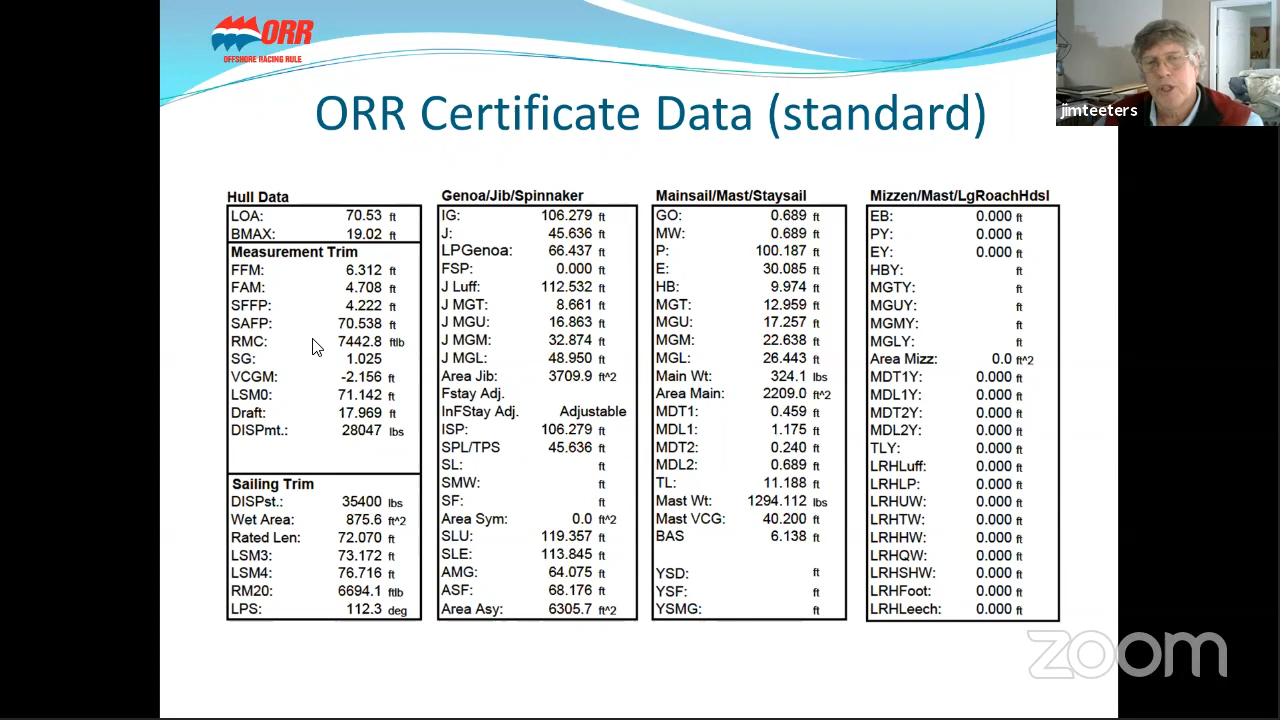 ORR
OFFSHORE RACING RULE
jimteeters
ORR Certificate Data (standard)
Hull Data
LOA: 70.53 ft
BMAX: 19.02 ft
Measurement Trim
FFM: 6.312 ft
FAM: 4.708 ft
SFFP: 4.222 ft
SAFP: 70.538 ft
RMC: 7442.8 ftlb
SG: 1.025
VCGM: -2.156 ft
LSM0: 71.142 ft
Draft: 17.969 ft
DISPmt.: 28047 lbs
Sailing Trim
DISPst.: 35400 lbs
Wet Area: 875.6 ft^2
Rated Len: 72.070 ft
LSM3: 73.172 ft
LSM4: 76.716 ft
RM20: 6694.1 ftlb
LPS: 112.3 deg
Genoa/Jib/Spinnaker
IG: 106.279 ft
J: 45.636 ft
LPGenoa: 66.437 ft
FSP: 0.000 ft
J Luff: 112.532 ft
J MGT: 8.661 ft
J MGU: 16.863 ft
J MGM: 32.874 ft
J MGL: 48.950 ft
Area Jib: 3709.9 ft^2
Fstay Adj.
InFStay Adj. Adjustable
ISP: 106.279 ft
SPL/TPS 45.636 ft
SL: ft
SMW: ft
SF: ft
Area Sym: 0.0 ft^2
SLU: 119.357 ft
SLE: 113.845 ft
AMG: 64.075 ft
ASF: 68.176 ft
Area Asy: 6305.7 ft^2
Mainsail/Mast/Staysail
GO: 0.689 ft
MW: 0.689 ft
P: 100.187 ft
E: 30.085 ft
HB: 9.974 ft
MGT: 12.959 ft
MGU: 17.257 ft
MGM: 22.638 ft
MGL: 26.443 ft
Main Wt: 324.1 lbs
Area Main: 2209.0 ft^2
MDT1: 0.459 ft
MDL1: 1.175 ft
MDT2: 0.240 ft
MDL2: 0.689 ft
TL: 11.188 ft
Mast Wt: 1294.112 lbs
Mast VCG: 40.200 ft
BAS 6.138 ft
YSD: ft
YSF: ft
YSMG: ft
Mizzen/Mast/LgRoachHdsl
EB: 0.000 ft
PY: 0.000 ft
EY: 0.000 ft
HBY: ft
MGTY: ft
MGUY: ft
MGMY: ft
MGLY: ft
Area Mizz: 0.0 ft^2
MDT1Y: 0.000 ft
MDL1Y: 0.000 ft
MDT2Y: 0.000 ft
MDL2Y: 0.000 ft
TLY: 0.000 ft
LRHLuff: 0.000 ft
LRHLP: 0.000 ft
LRHUW: 0.000 ft
LRHTW: 0.000 ft
LRHHW: 0.000 ft
LRHQW: 0.000 ft
LRHSHW: 0.000 ft
LRHFoot: 0.000 ft
LRHLeech: 0.000 ft
zoom